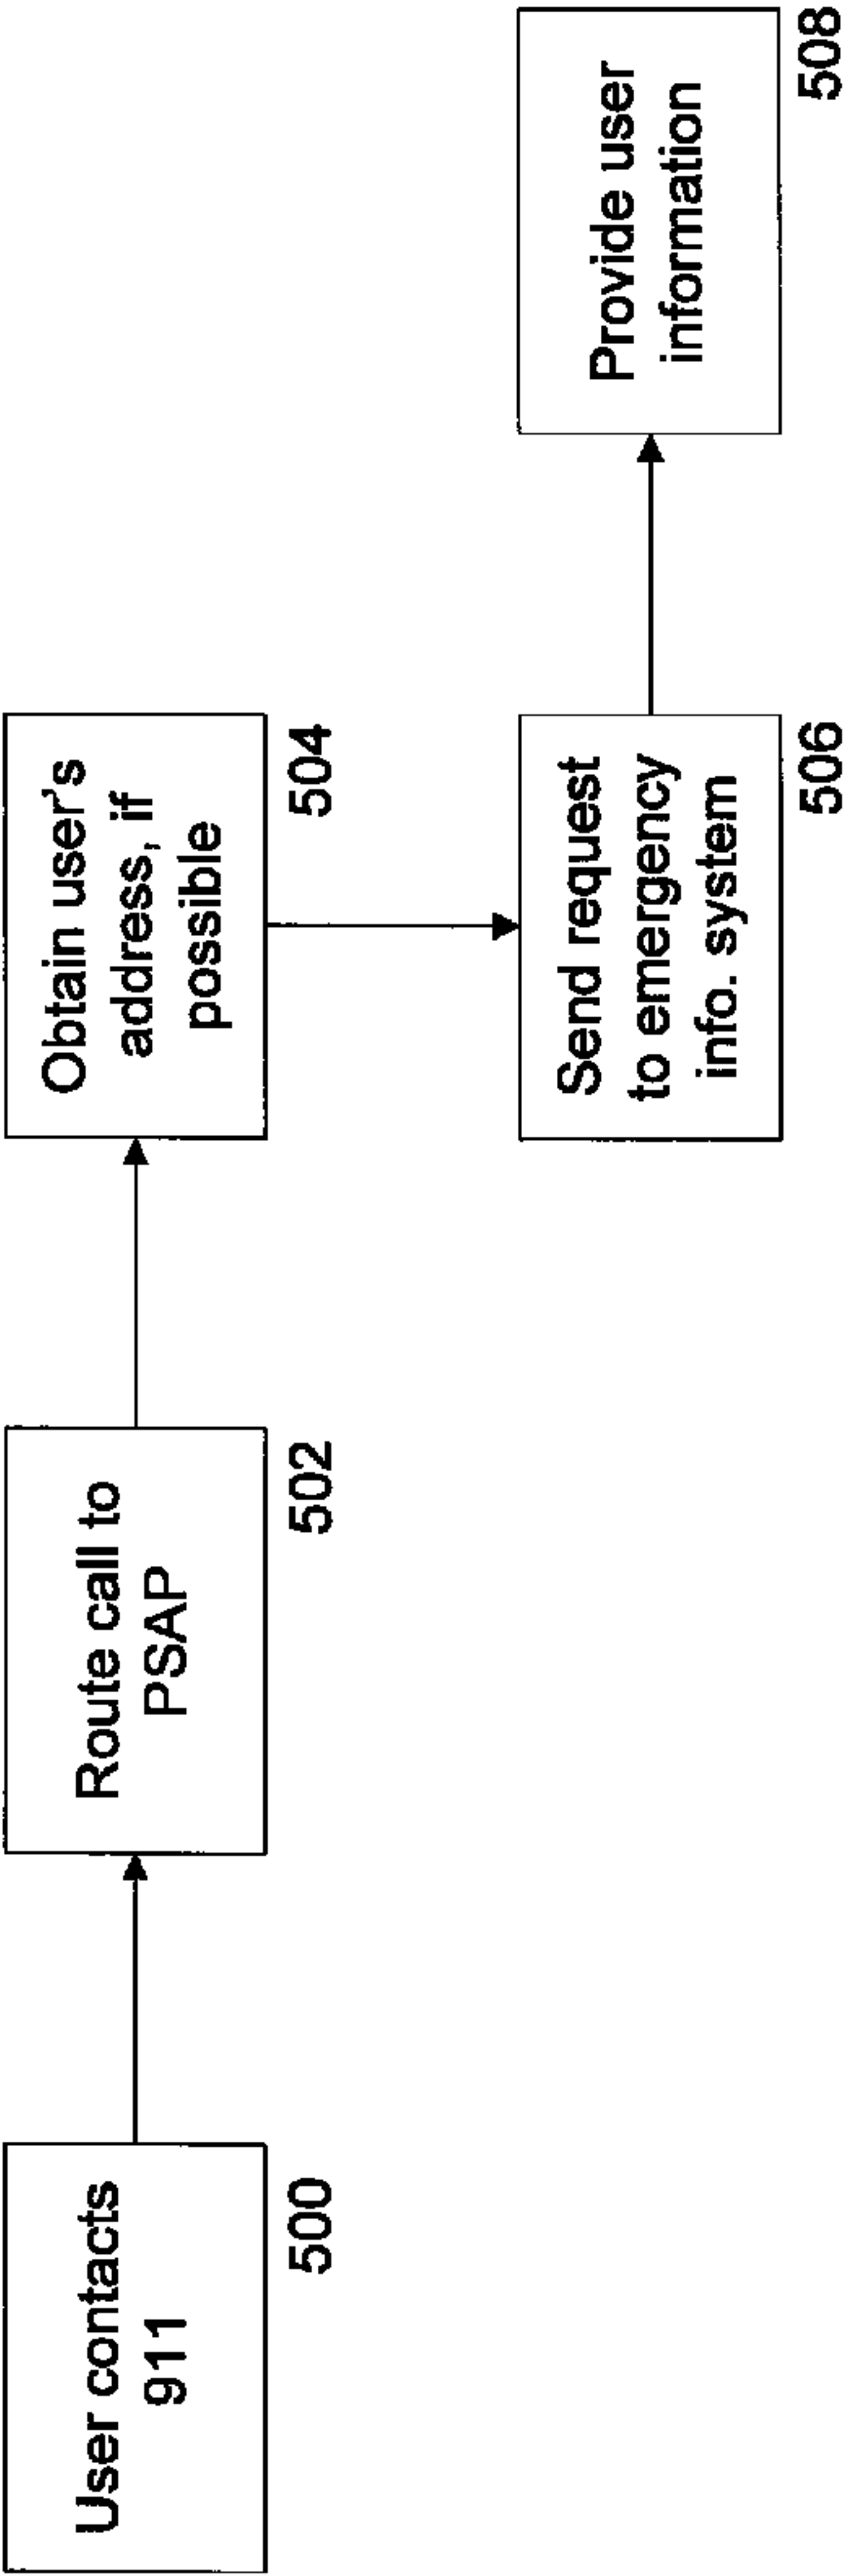 User contacts
911
500
Route call to
PSAP
502
Obtain user's
address, if
possible
504
Send request
to emergency
info. system
506
Provide user
information
508